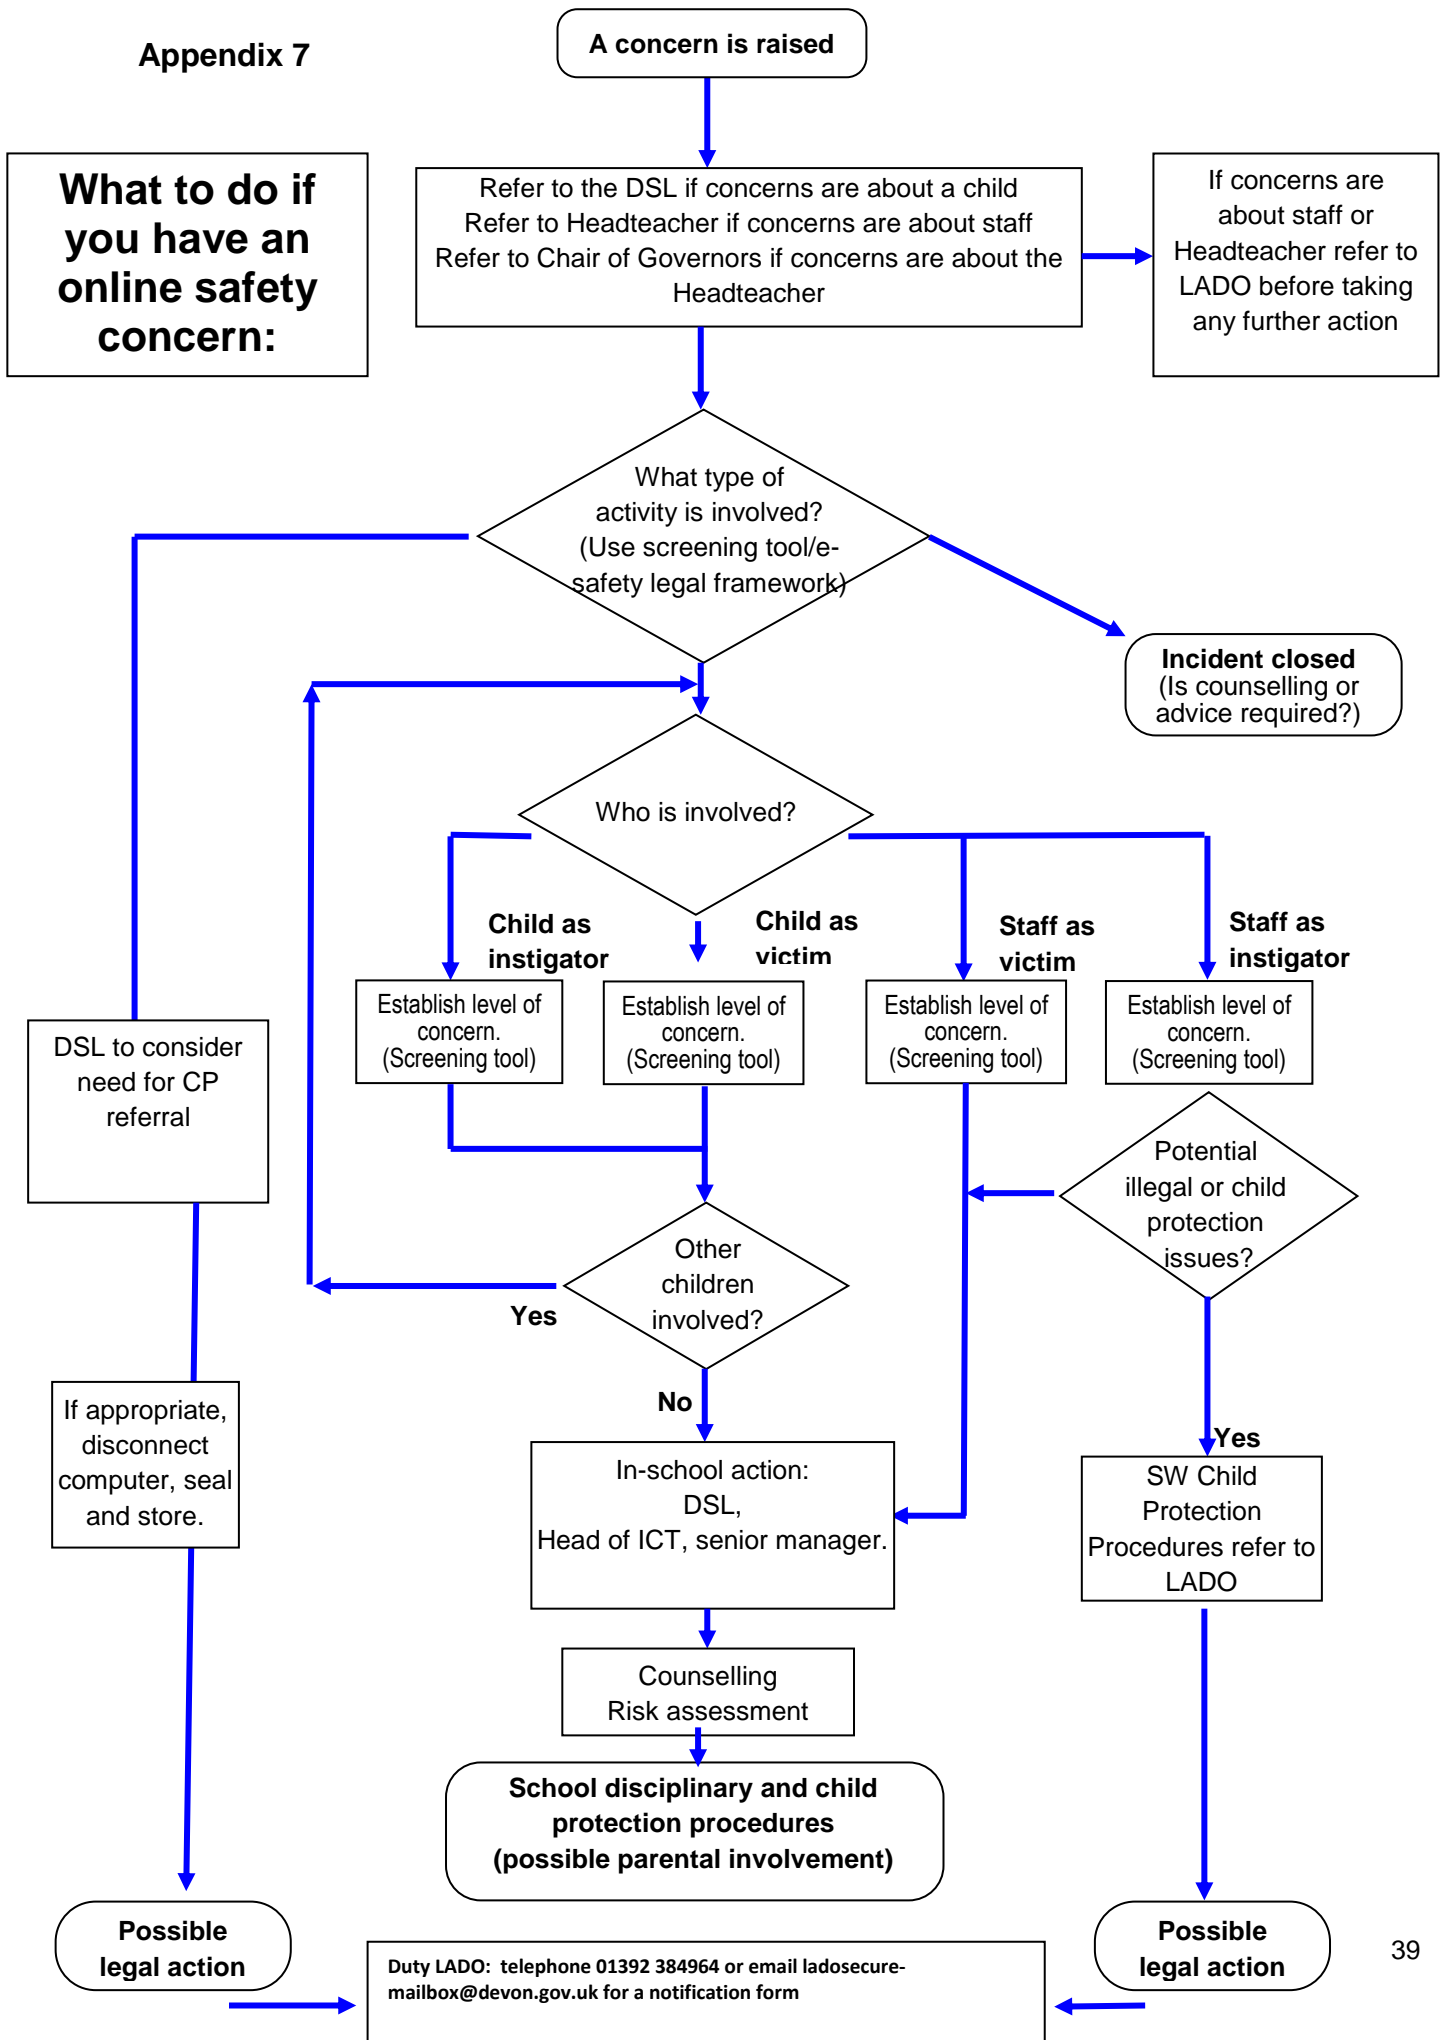 Appendix 7
A concern is raised
What to do if
you have an
online safety
concern:
Refer to the DSL if concerns are about a child
Refer to Headteacher if concerns are about staff
Refer to Chair of Governors if concerns are about the
Headteacher
If concerns are
about staff or
Headteacher refer to
LADO before taking
any further action
What type of
activity is involved?
(Use screening tool/e-
safety legal framework)
Incident closed
(Is counselling or
advice required?)
Who is involved?
Child as
instigator
Child as
victim
Staff as
victim
Staff as
instigator
Establish level of
concern.
(Screening tool)
Establish level of
concern.
(Screening tool)
Establish level of
concern.
(Screening tool)
Establish level of
concern.
(Screening tool)
DSL to consider
need for CP
referral
Potential
illegal or child
protection
issues?
Other
children
involved?
Yes
No
If appropriate,
disconnect
computer, seal
and store.
In-school action:
DSL,
Head of ICT, senior manager.
Yes
SW Child
Protection
Procedures refer to
LADO
Counselling
Risk assessment
School disciplinary and child
protection procedures
(possible parental involvement)
Possible
legal action
Possible
legal action
Duty LADO: telephone 01392 384964 or email ladosecure-
mailbox@devon.gov.uk for a notification form
39